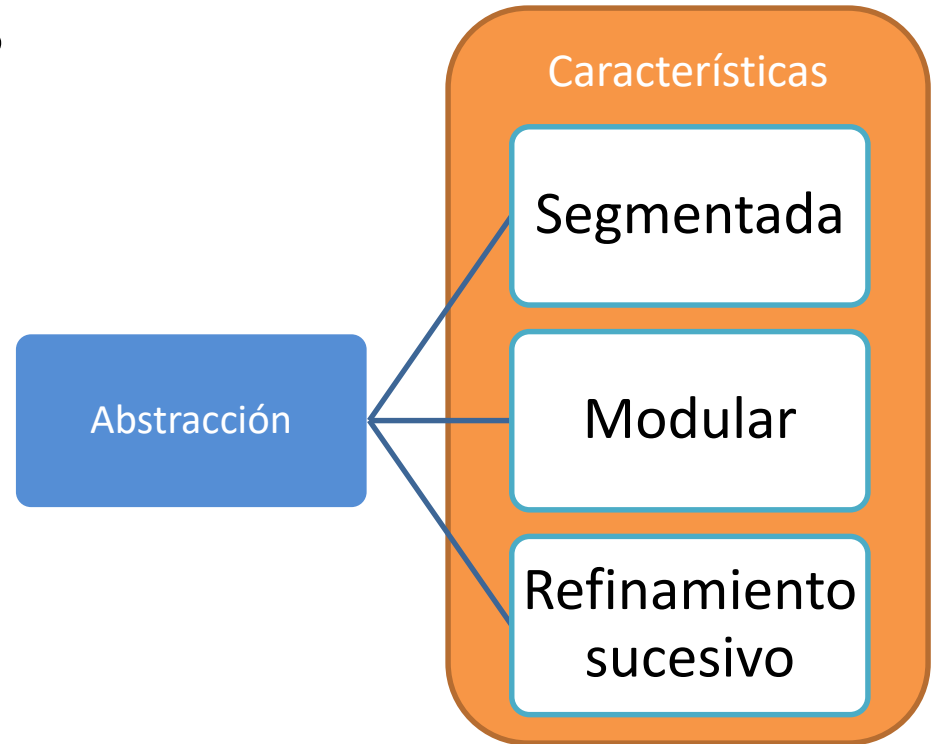 Características
Segmentada
Abstracción
Modular
Refinamiento
sucesivo